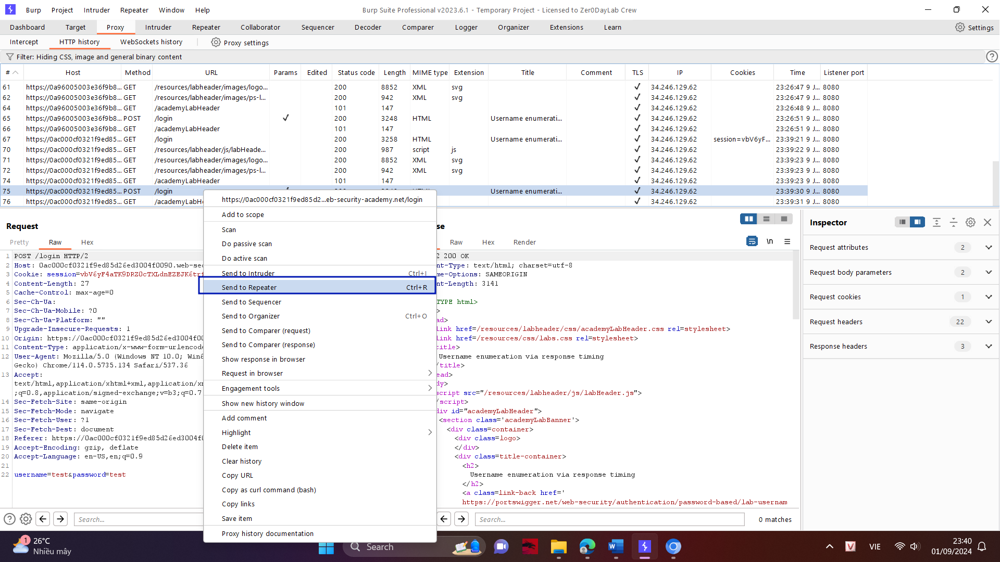 Burp Project Intruder Repeater Window Help
Burp Suite Professional v2023.6.1 - Temporary Project - Licensed to Zer0DayLab Crew
Dashboard Target Proxy Intruder Repeater Collaborator Sequencer Decoder Comparer Logger Organizer Extensions Learn Settings
Intercept HTTP history WebSockets history Proxy settings
Filter: Hiding CSS, image and general binary content
# Host Method URL Params Edited Status code Length MIME type Extension Title Comment TLS IP Cookies Time Listener port
61 https://0a96005003e36f9b8... GET /resources/labheader/images/logo... 200 8852 XML svg ✓ 34.246.129.62 23:26:47 9 J... 8080
62 https://0a96005003e36f9b8... GET /resources/labheader/images/ps-l... 200 942 XML svg ✓ 34.246.129.62 23:26:47 9 J... 8080
64 https://0a96005003e36f9b8... GET /academyLabHeader 101 147 ✓ 34.246.129.62 23:26:48 9 J... 8080
65 https://0a96005003e36f9b8... POST /login ✓ 200 3248 HTML Username enumerati... ✓ 34.246.129.62 23:26:51 9 J... 8080
66 https://0a96005003e36f9b8... GET /academyLabHeader 101 147 ✓ 34.246.129.62 23:26:51 9 J... 8080
67 https://0ac000cf0321f9ed85... GET /login 200 3258 HTML Username enumerati... ✓ 34.246.129.62 session=vbV6yF... 23:39:21 9 J... 8080
70 https://0ac000cf0321f9ed85... GET /resources/labheader/js/labHeade... 200 987 script js ✓ 34.246.129.62 23:39:22 9 J... 8080
71 https://0ac000cf0321f9ed85... GET /resources/labheader/images/logo... 200 8852 XML svg ✓ 34.246.129.62 23:39:23 9 J... 8080
72 https://0ac000cf0321f9ed85... GET /resources/labheader/images/ps-l... 200 942 XML svg ✓ 34.246.129.62 23:39:23 9 J... 8080
74 https://0ac000cf0321f9ed85... GET /academyLabHeader 101 147 ✓ 34.246.129.62 23:39:23 9 J... 8080
75 https://0ac000cf0321f9ed85... POST /login Username enumerati... ✓ 34.246.129.62 23:39:30 9 J... 8080
76 https://0ac000cf0321f9ed85... GET /academyLabH ✓ 34.246.129.62 23:39:31 9 J... 8080
https://0ac000cf0321f9ed85d2...eb-security-academy.net/login
Add to scope
Scan
Do passive scan
Do active scan
Send to Intruder Ctrl+I
Send to Repeater Ctrl+R
Send to Sequencer
Send to Organizer Ctrl+O
Send to Comparer (request)
Send to Comparer (response)
Show response in browser
Request in browser
Engagement tools
Show new history window
Add comment
Highlight
Delete item
Clear history
Copy URL
Copy as curl command (bash)
Copy links
Save item
Proxy history documentation
Request
Pretty Raw Hex
1 POST /login HTTP/2
2 Host: 0ac000cf0321f9ed85d26ed3004f0090.web-sec
3 Cookie: session=vbV6yF4aTK9DRZ0cTXLdnEZEJK6trf
4 Content-Length: 27
5 Cache-Control: max-age=0
6 Sec-Ch-Ua:
7 Sec-Ch-Ua-Mobile: ?0
8 Sec-Ch-Ua-Platform: ""
9 Upgrade-Insecure-Requests: 1
10 Origin: https://0ac000cf0321f9ed85d26ed3004f00
11 Content-Type: application/x-www-form-urlencode
12 User-Agent: Mozilla/5.0 (Windows NT 10.0; Win6
Gecko) Chrome/114.0.5735.134 Safari/537.36
13 Accept:
text/html,application/xhtml+xml,application/xm
;q=0.8,application/signed-exchange;v=b3;q=0.7
14 Sec-Fetch-Site: same-origin
15 Sec-Fetch-Mode: navigate
16 Sec-Fetch-User: ?1
17 Sec-Fetch-Dest: document
18 Referer: https://0ac000cf0321f9ed85d26ed3004f0
19 Accept-Encoding: gzip, deflate
20 Accept-Language: en-US,en;q=0.9
21
22 username=test&password=test
Search...
se
Raw Hex Render
\n
2 200 OK
nt-Type: text/html; charset=utf-8
me-Options: SAMEORIGIN
nt-Length: 3141
TYPE html>
>
ad>
link href=/resources/labheader/css/academyLabHeader.css rel=stylesheet>
link href=/resources/css/labs.css rel=stylesheet>
title>
Username enumeration via response timing
/title>
ead>
dy>
script src="/resources/labheader/js/labHeader.js">
/script>
div id="academyLabHeader">
<section class='academyLabBanner'>
<div class=container>
<div class=logo>
</div>
<div class=title-container>
<h2>
Username enumeration via response timing
</h2>
<a class=link-back href='
https://portswigger.net/web-security/authentication/password-based/lab-usernam
Search...
0 matches
Inspector
Request attributes 2
Request body parameters 2
Request cookies 1
Request headers 22
Response headers 3
1
26°C
Nhiều mây
Search
VIE
23:40
01/09/2024